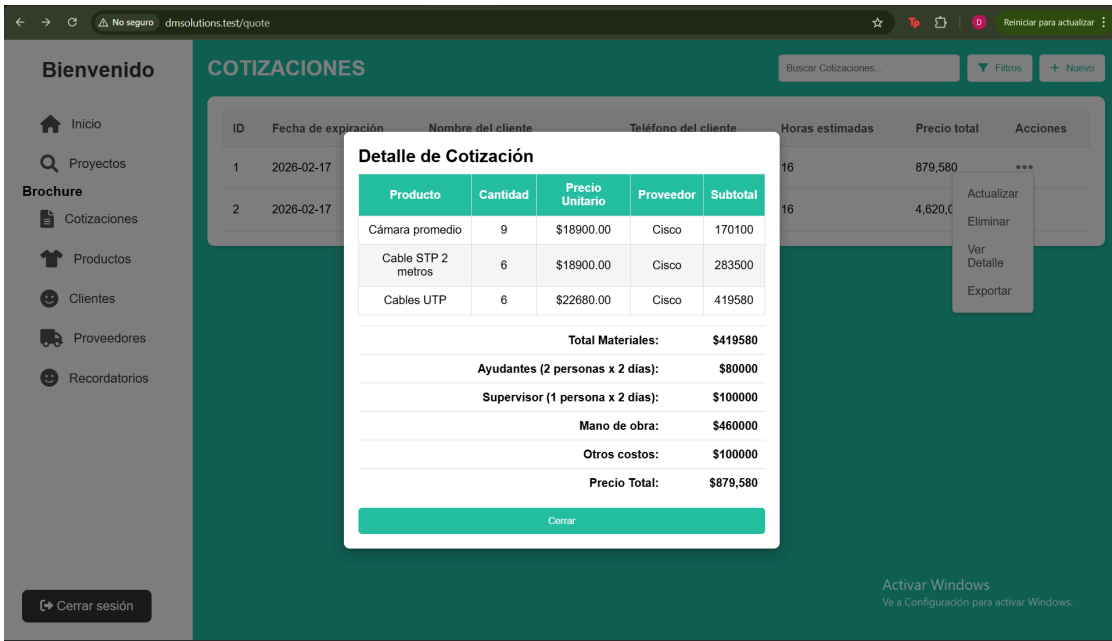 No seguro dmsolutions.test/quote
D
Reiniciar para actualizar
Bienvenido
Inicio
Proyectos
Brochure
Cotizaciones
Productos
Clientes
Proveedores
Recordatorios
Cerrar sesión
COTIZACIONES
Buscar Cotizaciones...
Filtros
+ Nuevo
ID Fecha de expiración Nombre del cliente Teléfono del cliente Horas estimadas Precio total Acciones
1 2026-02-17 16 879,580
2 2026-02-17 16 4,620,0
Actualizar
Eliminar
Ver
Detalle
Exportar
Detalle de Cotización
Producto Cantidad Precio Unitario Proveedor Subtotal
Cámara promedio 9 $18900.00 Cisco 170100
Cable STP 2 metros 6 $18900.00 Cisco 283500
Cables UTP 6 $22680.00 Cisco 419580
Total Materiales: $419580
Ayudantes (2 personas x 2 días): $80000
Supervisor (1 persona x 2 días): $100000
Mano de obra: $460000
Otros costos: $100000
Precio Total: $879,580
Cerrar
Activar Windows
Ve a Configuración para activar Windows.